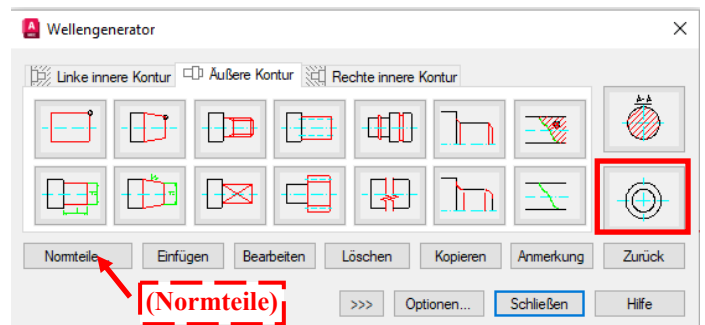 Wellengenerator
Linke innere Kontur Äußere Kontur Rechte innere Kontur
A-A
Normteile... Einfügen Bearbeiten Löschen Kopieren Anmerkung Zurück
(Normteile)
>>> Optionen... Schließen Hilfe